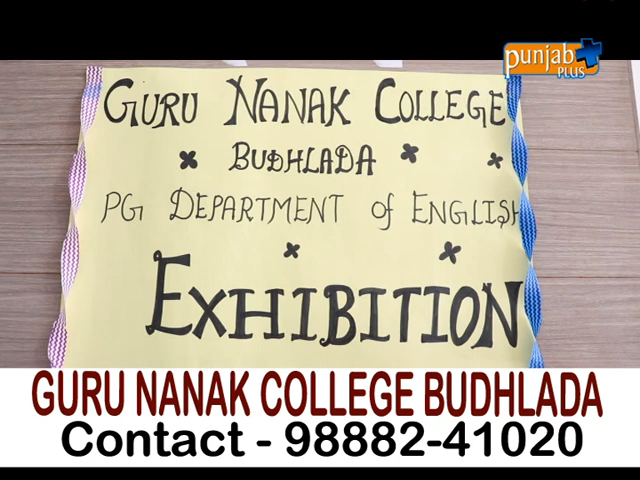 punjab
PLUS
GURU NANAK COLLEGE
BUDHLADA
PG DEPARTMENT of ENGLISH
EXHIBITION
GURU NANAK COLLEGE BUDHLADA
Contact - 98882-41020